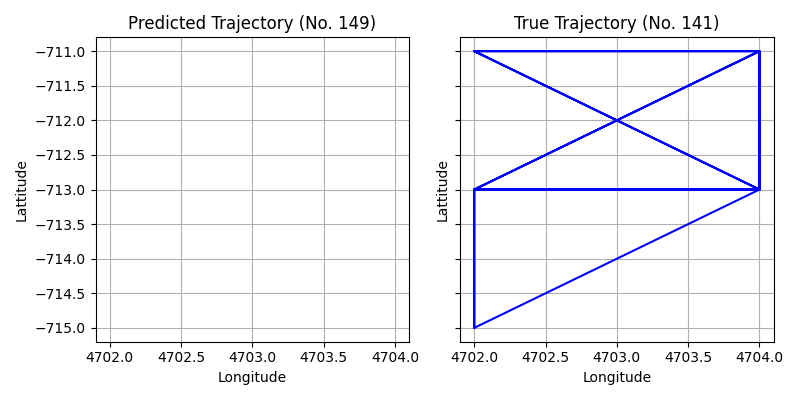 Predicted Trajectory (No. 149)
True Trajectory (No. 141)
−711.0
−711.5
−712.0
−712.5
−713.0
−713.5
−714.0
−714.5
−715.0
Lattitude
Lattitude
4702.0 4702.5 4703.0 4703.5 4704.0
4702.0 4702.5 4703.0 4703.5 4704.0
Longitude
Longitude